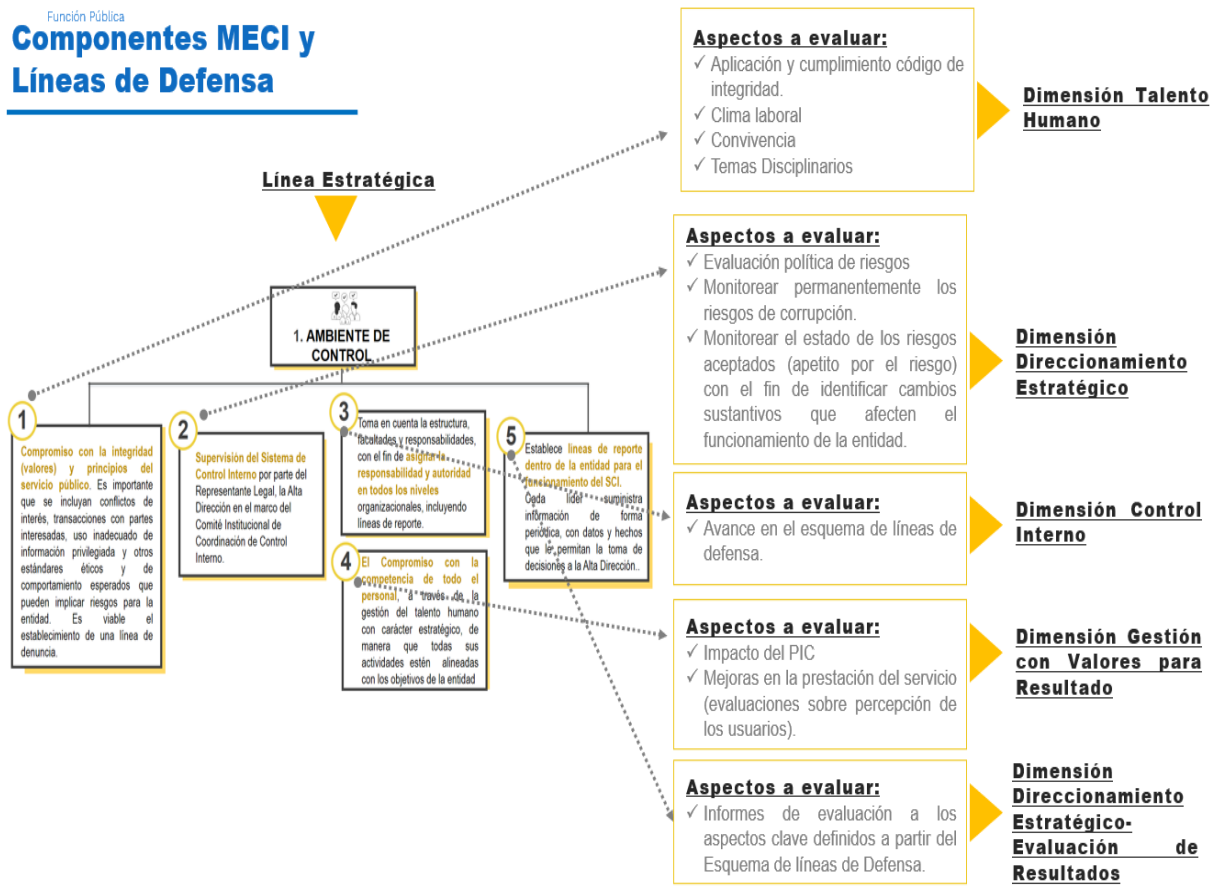 Función Pública
Componentes MECI y
Líneas de Defensa
Línea Estratégica
1. AMBIENTE DE
CONTROL
1
Compromiso con la integridad
(valores) y principios del
servicio público. Es importante
que se incluyan conflictos de
interés, transacciones con partes
interesadas, uso inadecuado de
información privilegiada y otros
estándares éticos y de
comportamiento esperados que
pueden implicar riesgos para la
entidad. Es viable el
establecimiento de una línea de
denuncia.
2
Supervisión del Sistema de
Control Interno por parte del
Representante Legal, la Alta
Dirección en el marco del
Comité Institucional de
Coordinación de Control
Interno.
3
Toma en cuenta la estructura,
facultades y responsabilidades,
con el fin de asignar la
responsabilidad y autoridad
en todos los niveles
organizacionales, incluyendo
líneas de reporte.
4
El Compromiso con la
competencia de todo el
personal, a través de la
gestión del talento humano
con carácter estratégico, de
manera que todas sus
actividades estén alineadas
con los objetivos de la entidad
5
Establece líneas de reporte
dentro de la entidad para el
funcionamiento del SCI.
Cada líder suministra
información de forma
periódica, con datos y hechos
que le permitan la toma de
decisiones a la Alta Dirección..
Aspectos a evaluar:
✓ Aplicación y cumplimiento código de
integridad.
✓ Clima laboral
✓ Convivencia
✓ Temas Disciplinarios
Dimensión Talento
Humano
Aspectos a evaluar:
✓ Evaluación política de riesgos
✓ Monitorear permanentemente los
riesgos de corrupción.
✓ Monitorear el estado de los riesgos
aceptados (apetito por el riesgo)
con el fin de identificar cambios
sustantivos que afecten el
funcionamiento de la entidad.
Dimensión
Direccionamiento
Estratégico
Aspectos a evaluar:
✓ Avance en el esquema de líneas de
defensa.
Dimensión Control
Interno
Aspectos a evaluar:
✓ Impacto del PIC
✓ Mejoras en la prestación del servicio
(evaluaciones sobre percepción de
los usuarios).
Dimensión Gestión
con Valores para
Resultado
Aspectos a evaluar:
✓ Informes de evaluación a los
aspectos clave definidos a partir del
Esquema de líneas de Defensa.
Dimensión
Direccionamiento
Estratégico-
Evaluación de
Resultados